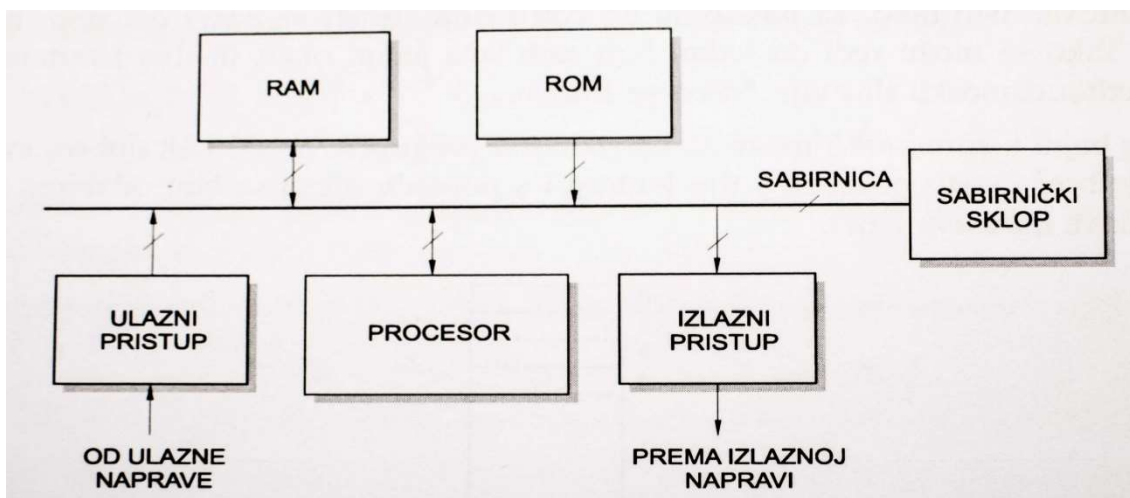 RAM
ROM
SABIRNICA
SABIRNIČKI
SKLOP
ULAZNI
PRISTUP
PROCESOR
IZLAZNI
PRISTUP
OD ULAZNE
NAPRAVE
PREMA IZLAZNOJ
NAPRAVI